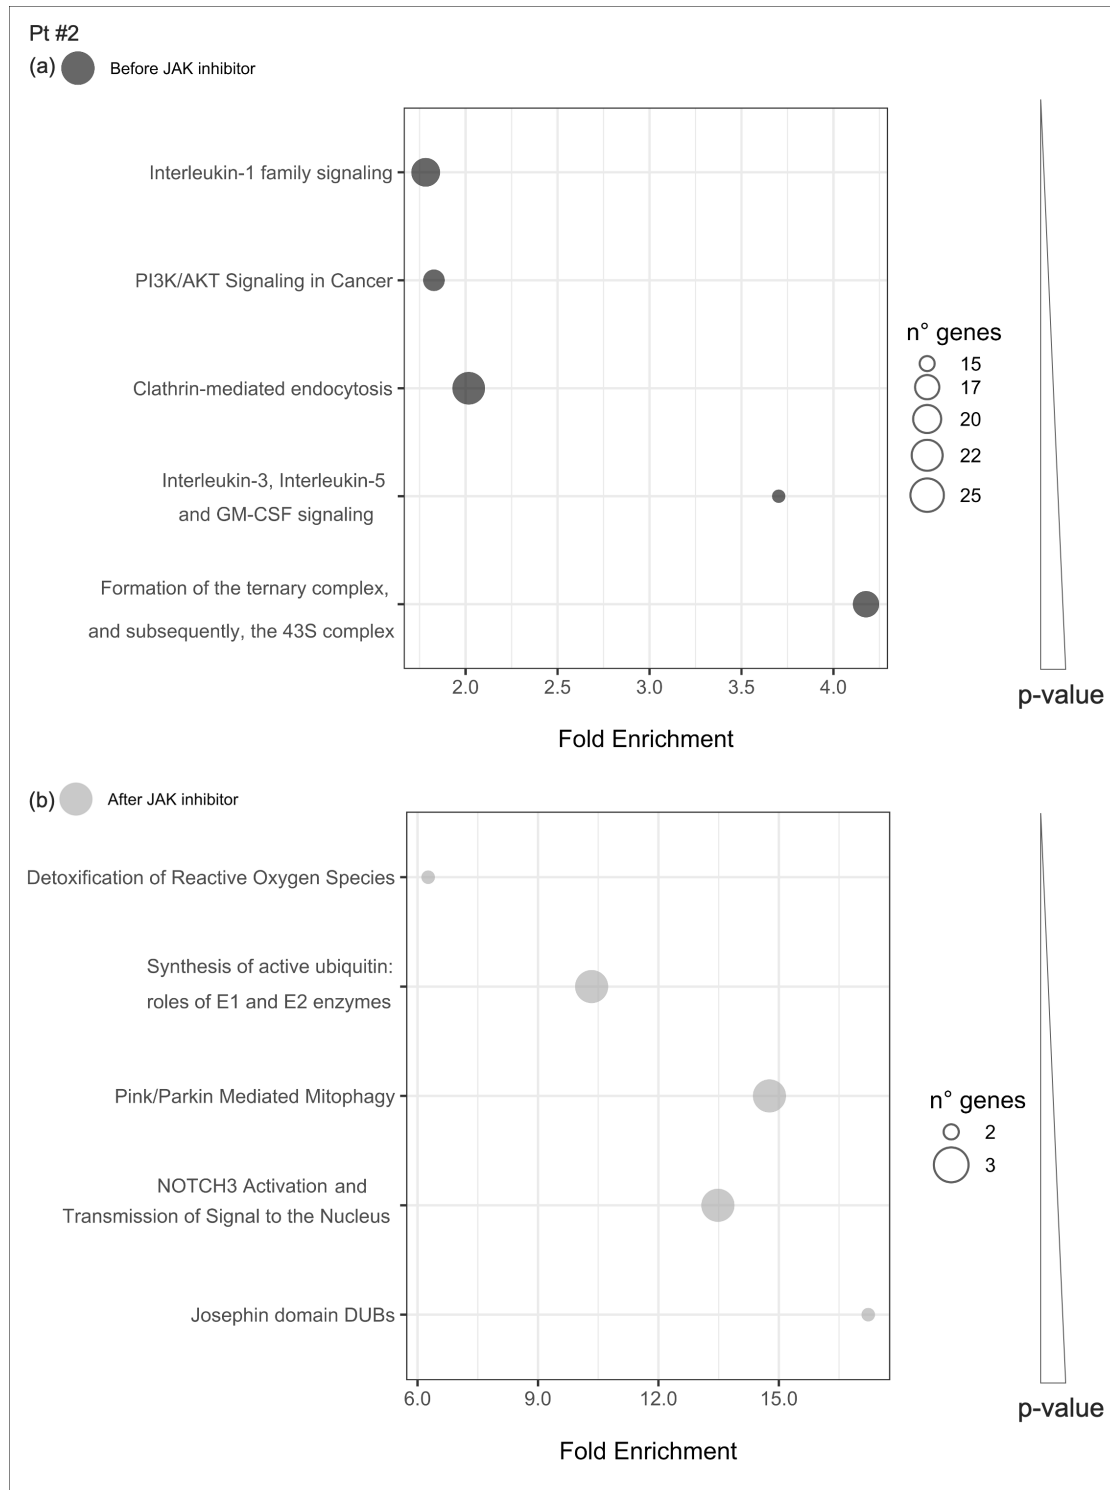 Pt #2
(a) Before JAK inhibitor
Interleukin-1 family signaling
PI3K/AKT Signaling in Cancer
Clathrin-mediated endocytosis
Interleukin-3, Interleukin-5
and GM-CSF signaling
Formation of the ternary complex,
and subsequently, the 43S complex
2.0 2.5 3.0 3.5 4.0
Fold Enrichment
n° genes
15
17
20
22
25
p-value
(b) After JAK inhibitor
Detoxification of Reactive Oxygen Species
Synthesis of active ubiquitin:
roles of E1 and E2 enzymes
Pink/Parkin Mediated Mitophagy
NOTCH3 Activation and
Transmission of Signal to the Nucleus
Josephin domain DUBs
6.0 9.0 12.0 15.0
Fold Enrichment
n° genes
2
3
p-value